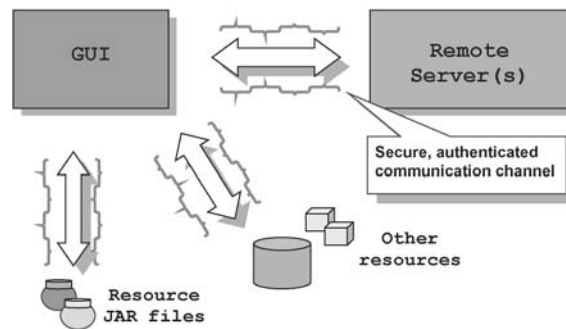 GUI
Remote
Server(s)
Secure, authenticated
communication channel
Other
resources
Resource
JAR files